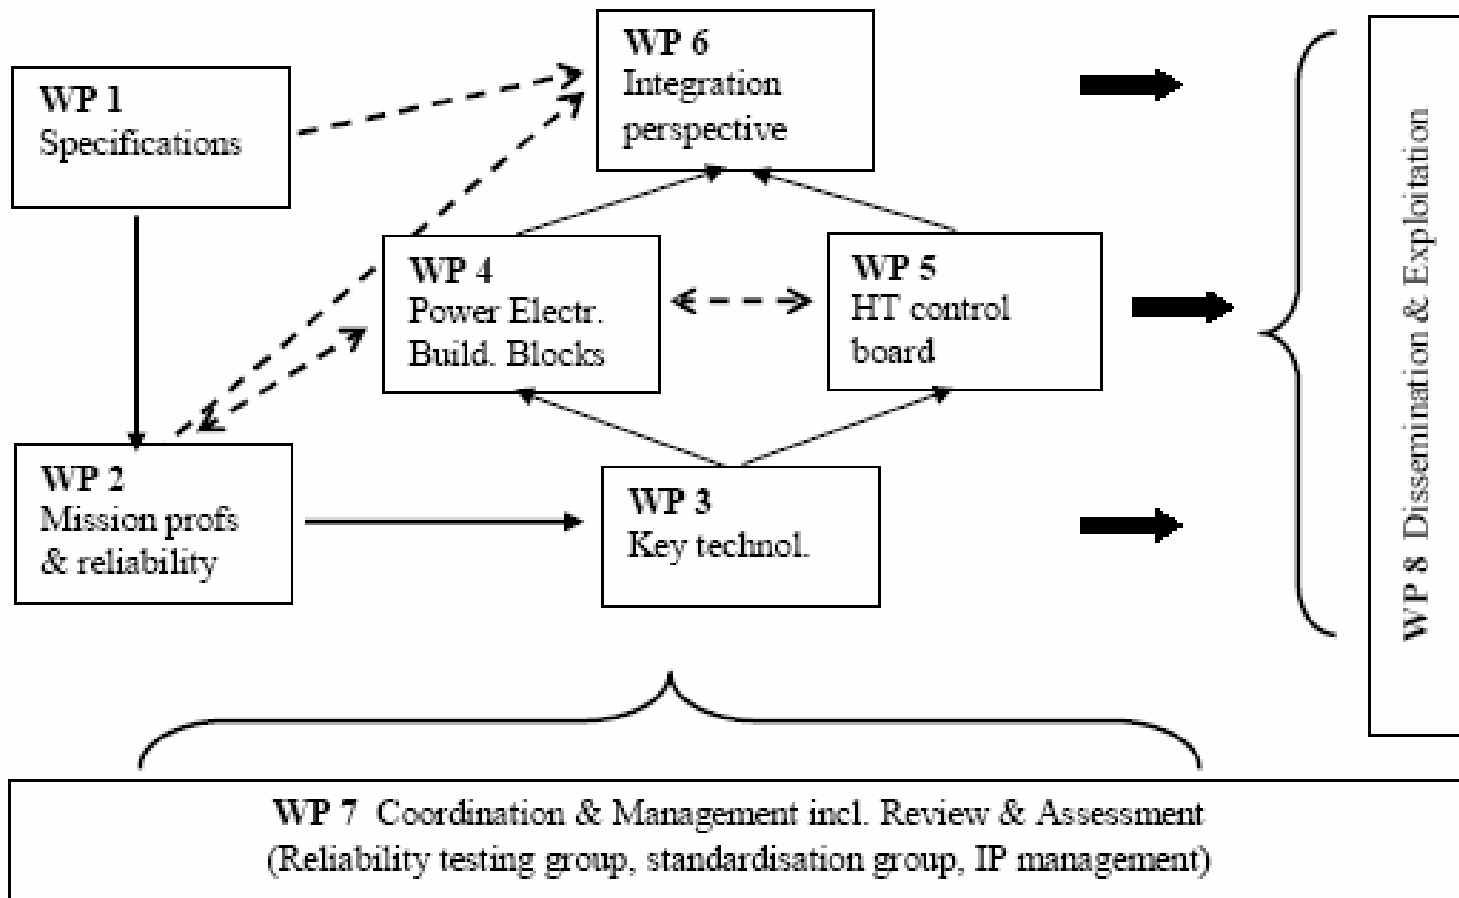 WP 1
Specifications
WP 6
Integration
perspective
WP 4
Power Electr.
Build. Blocks
WP 5
HT control
board
WP 2
Mission profs
& reliability
WP 3
Key technol.
WP 8 Dissemination & Exploitation
WP 7 Coordination & Management incl. Review & Assessment
(Reliability testing group, standardisation group, IP management)